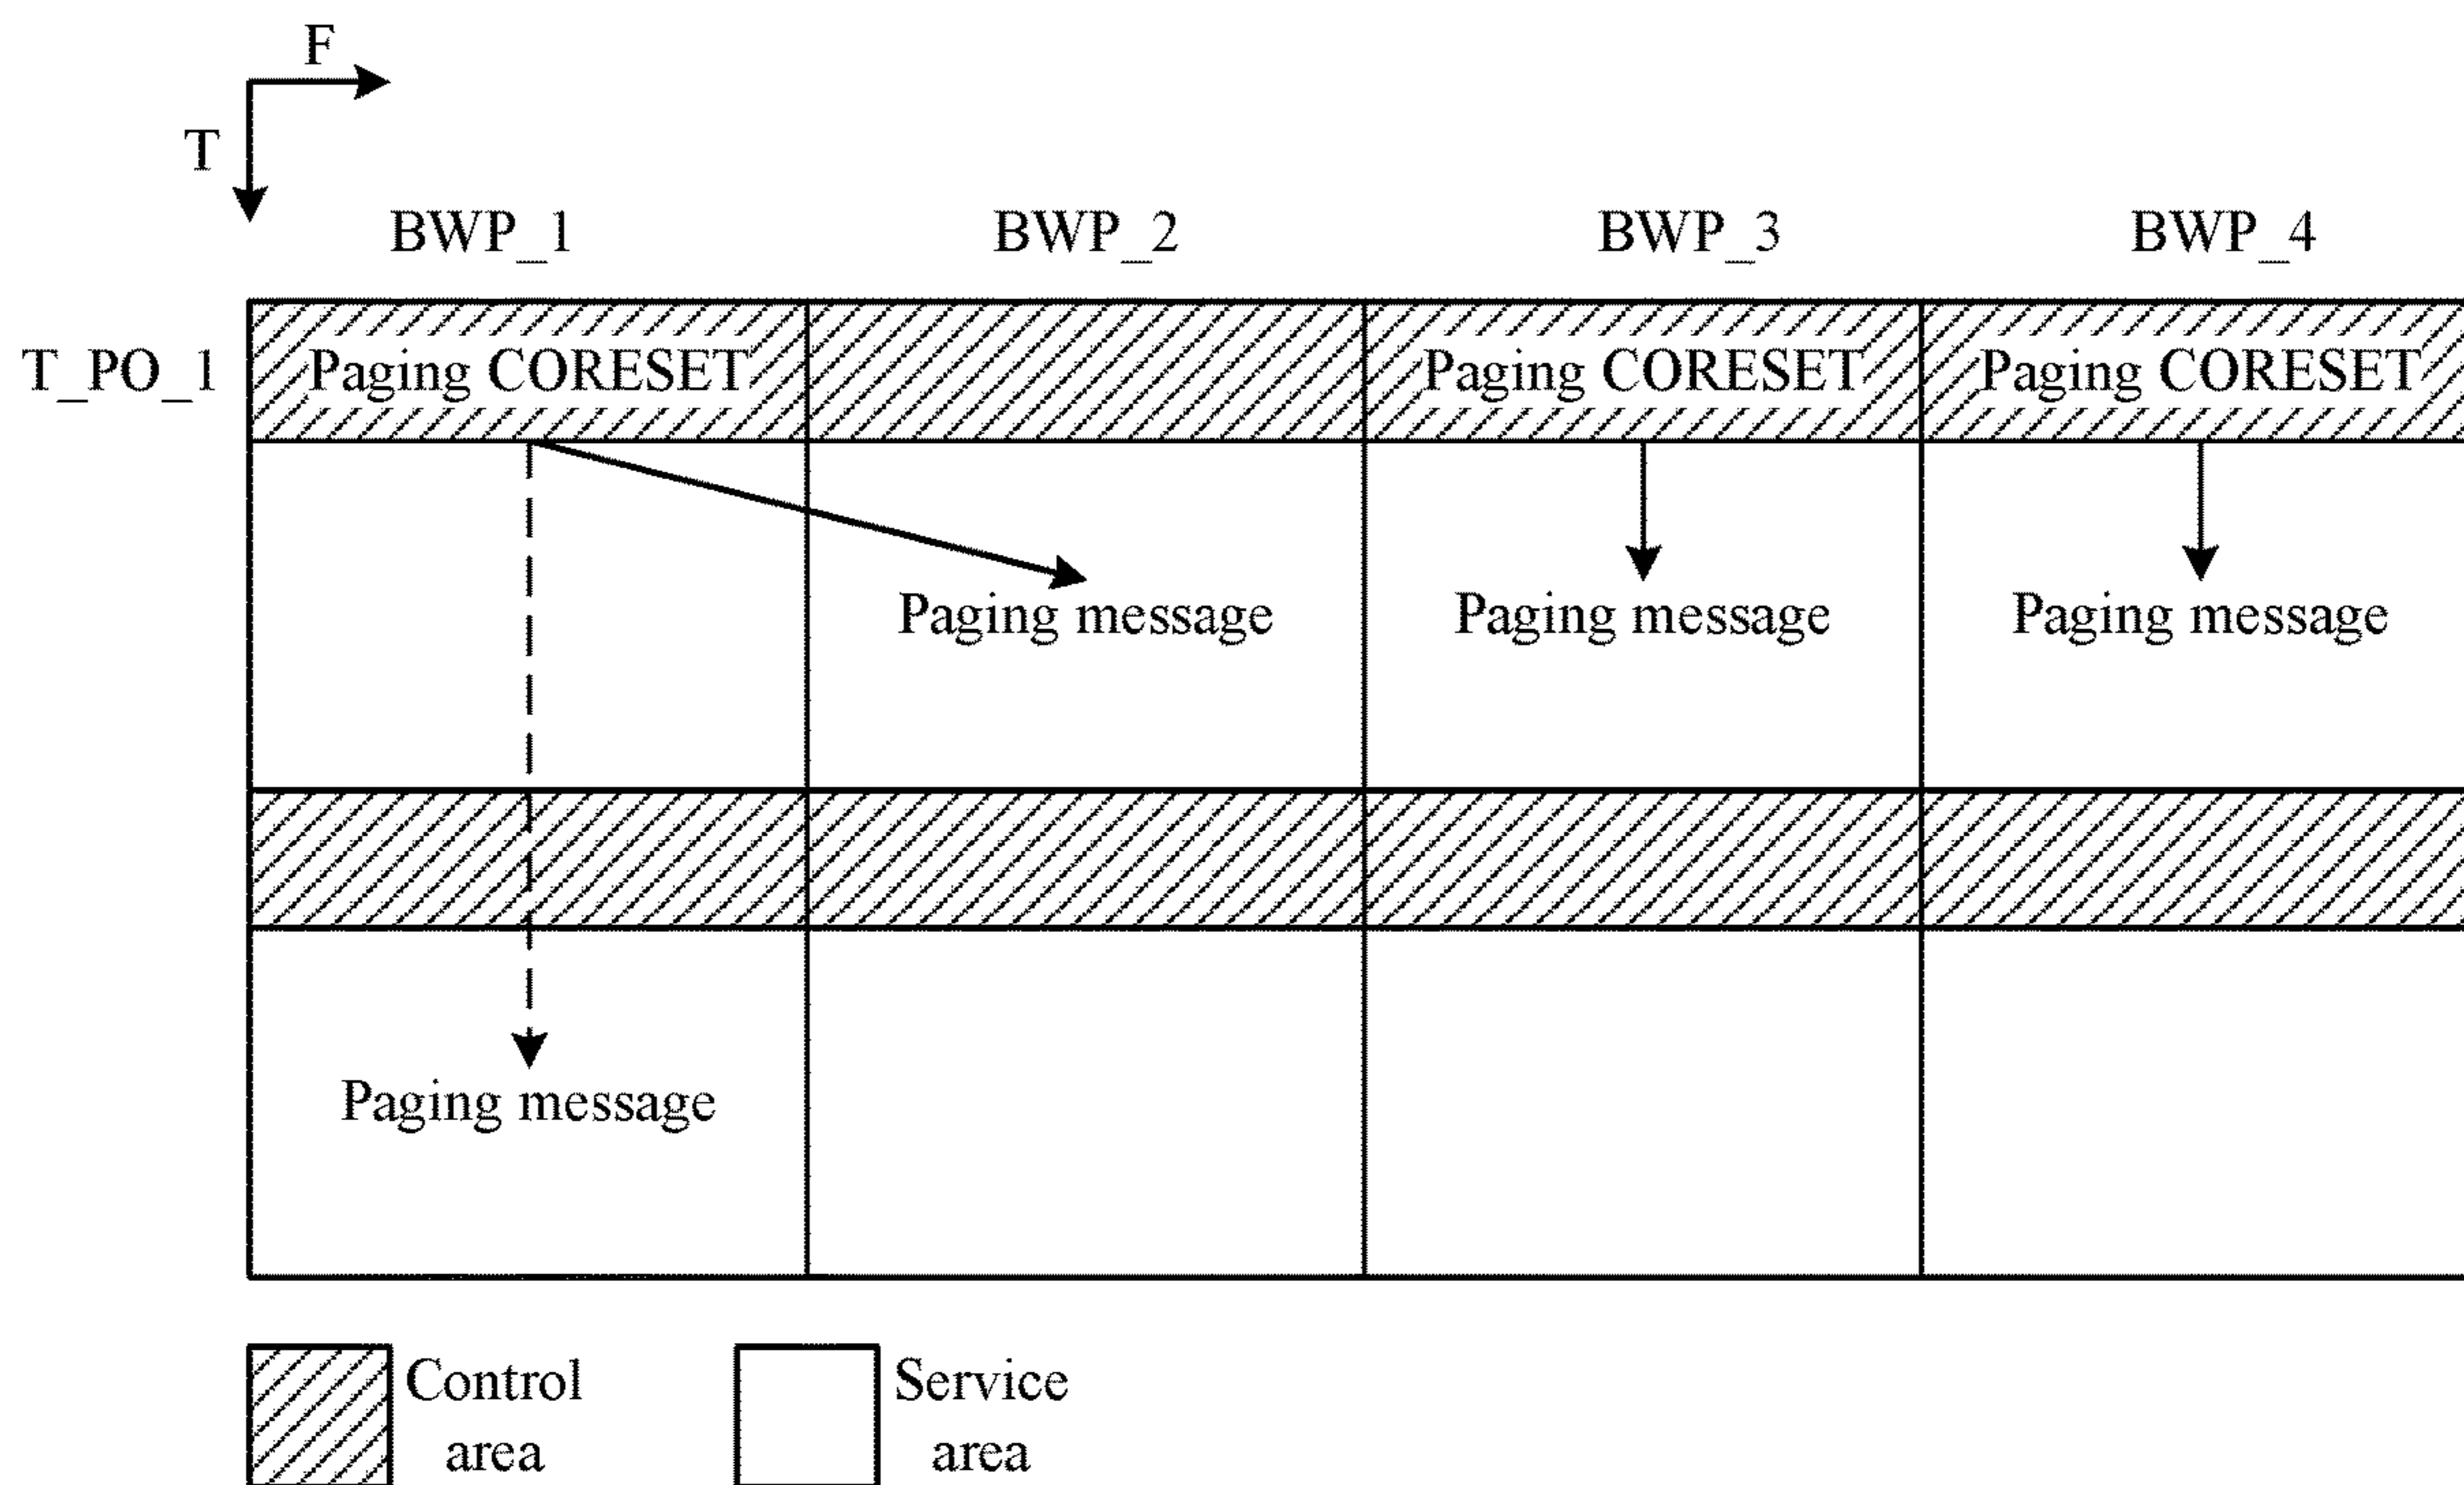 F
T
BWP_1 BWP_2 BWP_3 BWP_4
T_PO_1 Paging CORESET Paging CORESET Paging CORESET
Paging message Paging message Paging message
Paging message
Control area
Service area